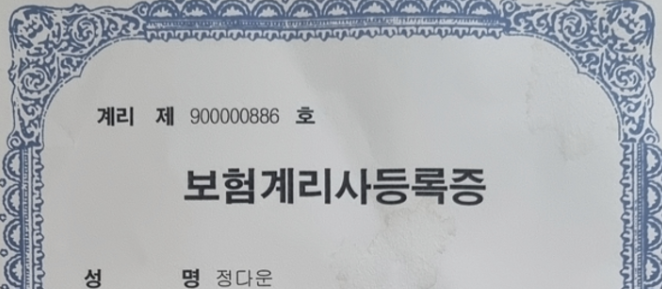 계리 제 900000886 호
보험계리사등록증
성 명 정다운